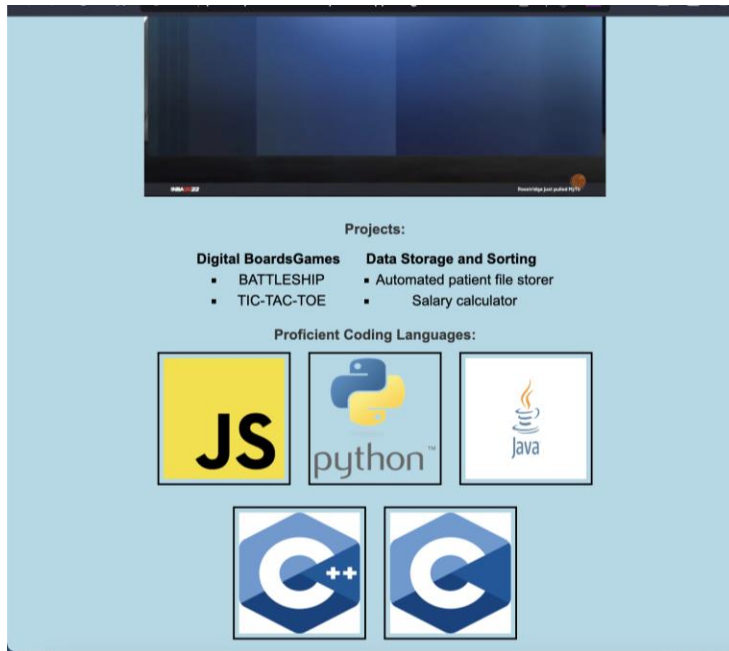 Projects:
Digital BoardsGames Data Storage and Sorting
▪ BATTLESHIP ▪ Automated patient file storer
▪ TIC-TAC-TOE ▪ Salary calculator
Proficient Coding Languages:
JS python™ Java
C++ C